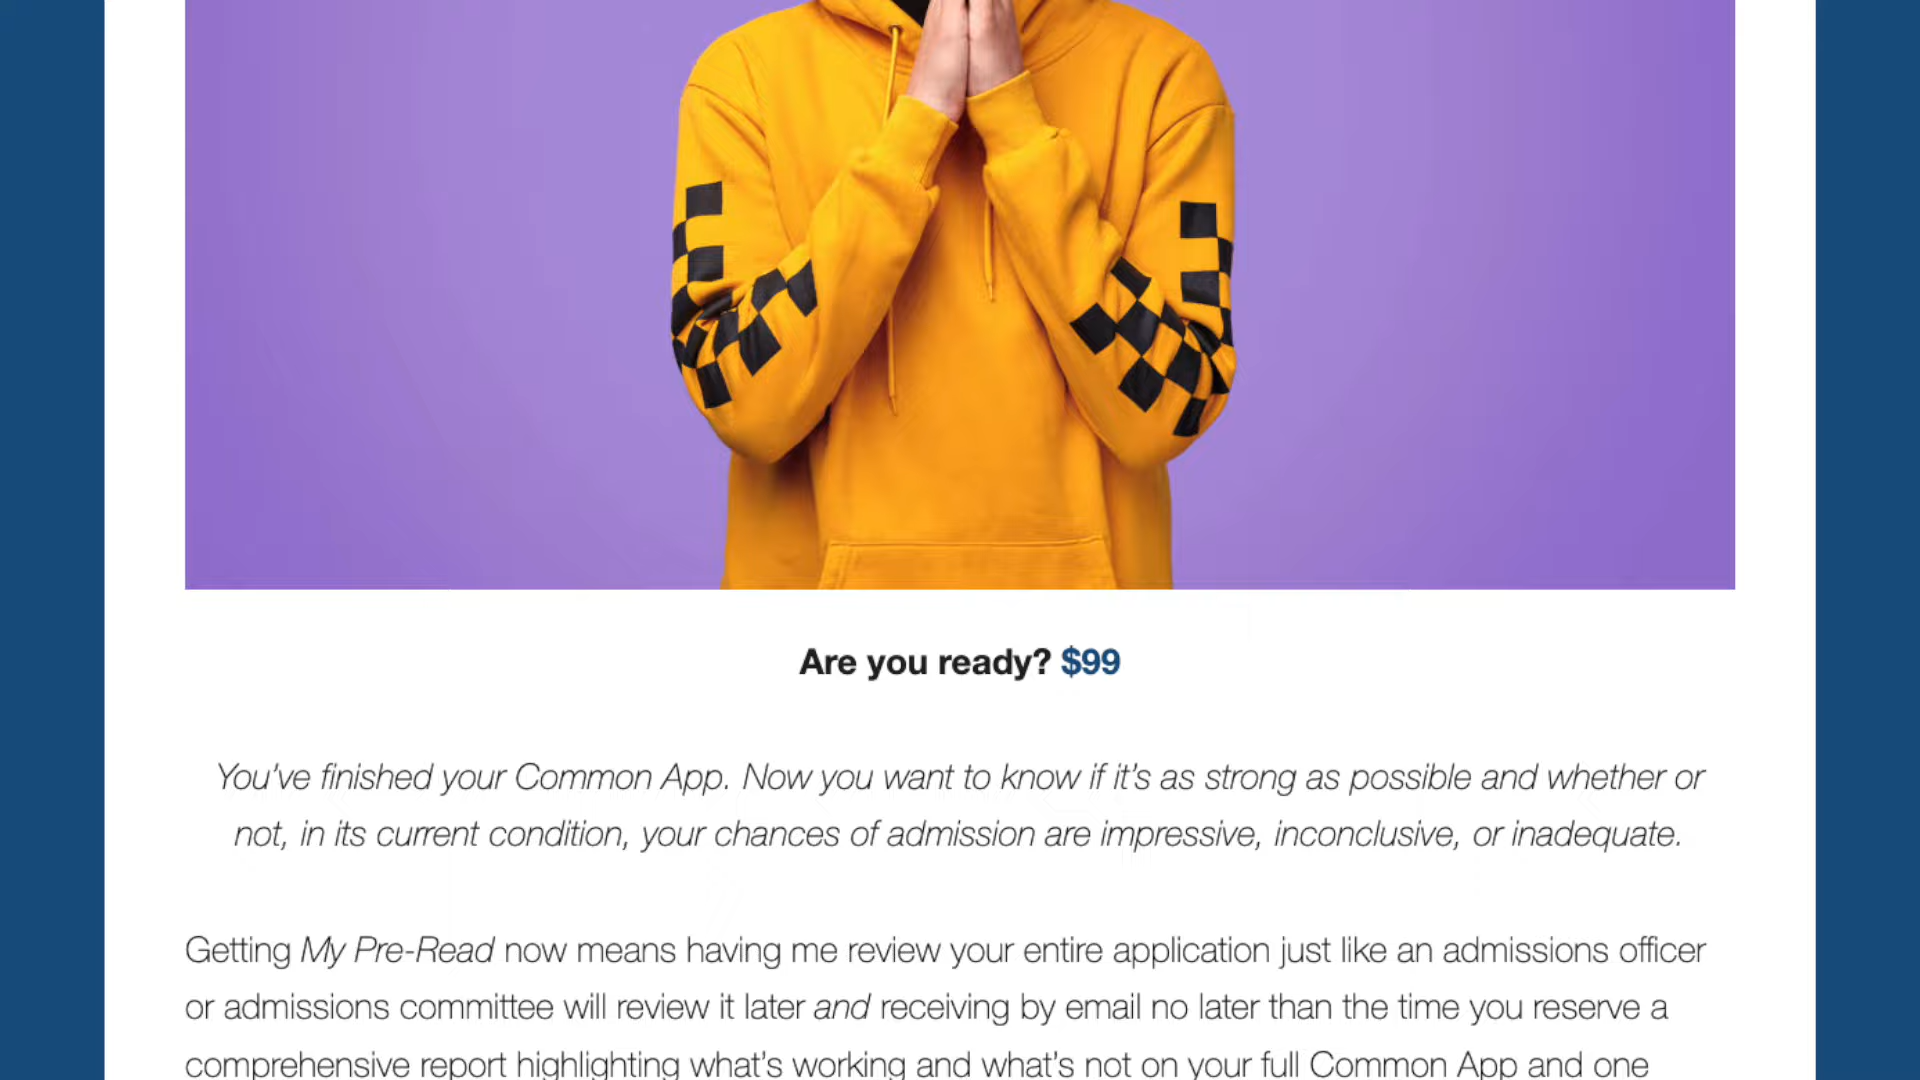 Are you ready? $99
You've finished your Common App. Now you want to know if it's as strong as possible and whether or
not, in its current condition, your chances of admission are impressive, inconclusive, or inadequate.
Getting My Pre-Read now means having me review your entire application just like an admissions officer
or admissions committee will review it later and receiving by email no later than the time you reserve a
comprehensive report highlighting what's working and what's not on your full Common App and one